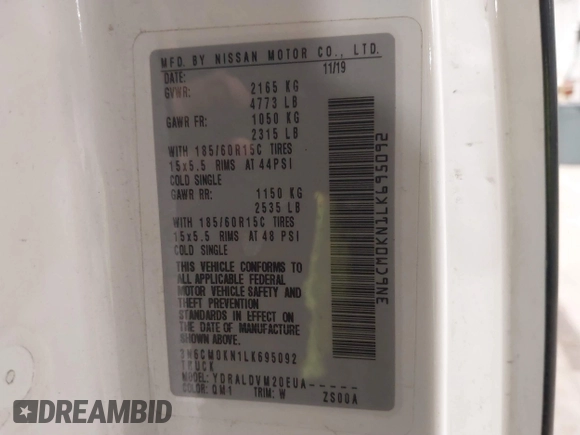 MFD. BY NISSAN MOTOR CO., LTD.
DATE: 11/19
GVWR: 2165 KG
4773 LB
GAWR FR: 1050 KG
2315 LB
WITH 185/60R15C TIRES
15x5.5 RIMS AT 44PSI
COLD SINGLE
GAWR RR: 1150 KG
2535 LB
WITH 185/60R15C TIRES
15x5.5 RIMS AT 48 PSI
COLD SINGLE
THIS VEHICLE CONFORMS TO
ALL APPLICABLE FEDERAL
MOTOR VEHICLE SAFETY AND
THEFT PREVENTION
STANDARDS IN EFFECT ON
THE DATE OF MANUFACTURE
SHOWN ABOVE.
3N6CM0KN1LK695092
TRUCK
MODEL: YDRALDVM20EUA-----
COLOR: QM-1 TRIM: W ZS00A
3N6CM0KN1LK695092
DREAMBID
dreambid.com